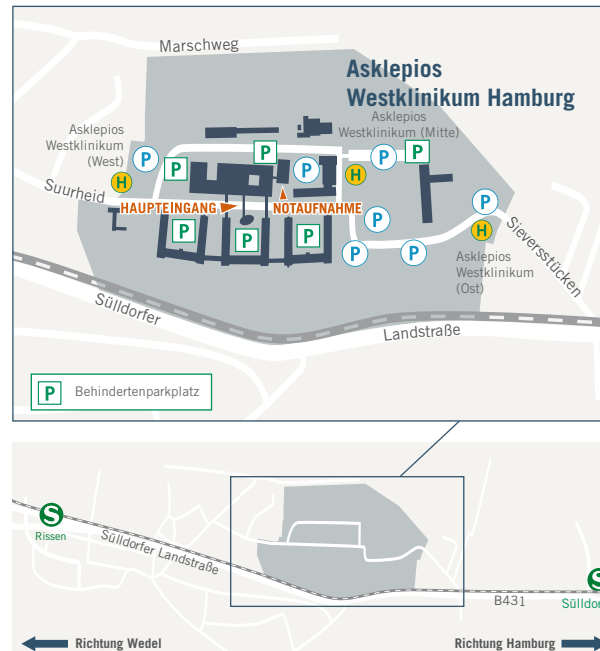 Marschweg
Asklepios
Westklinikum Hamburg
Asklepios
Westklinikum (Mitte)
Asklepios
Westklinikum
(West)
P
P
P
P
P
P
H
H
Suurheid
HAUPTEINGANG
NOTAUFNAHME
P
P
P
P
P
P
P
H
Sieversstücken
Asklepios
Westklinikum
(Ost)
Sülldorfer
Landstraße
P Behindertenparkplatz
S
Rissen
Sülldorfer Landstraße
B431
S
Sülldor
Richtung Wedel
Richtung Hamburg